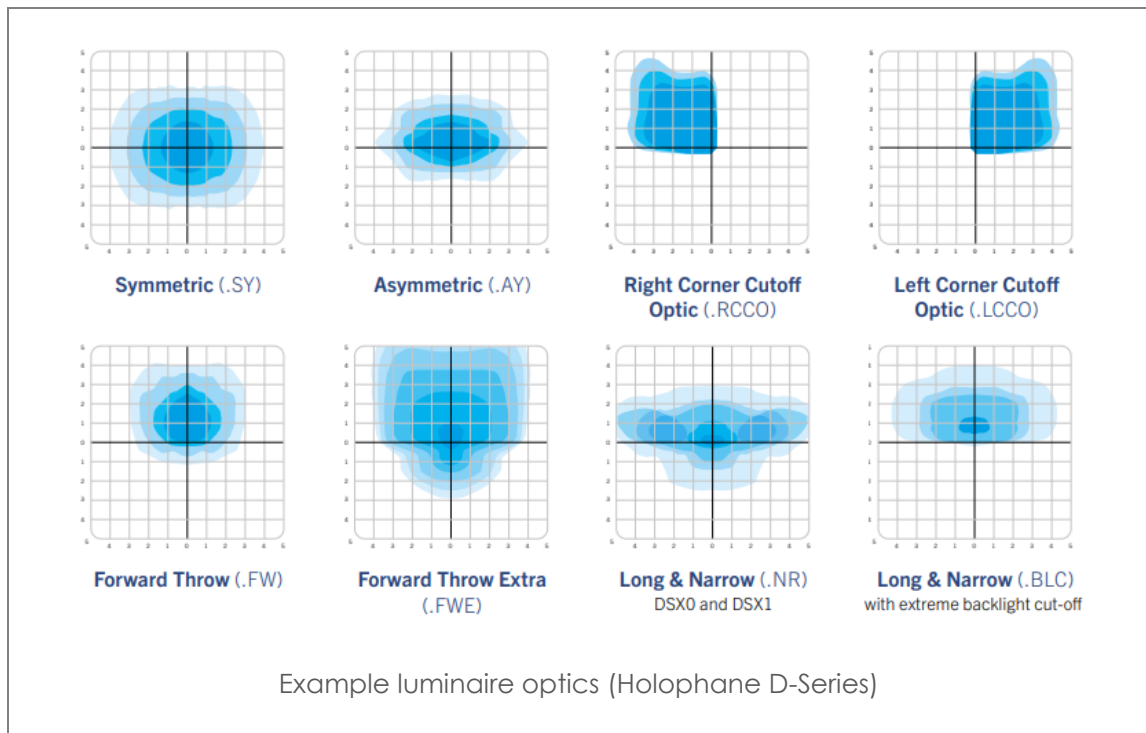 Symmetric (.SY)
Asymmetric (.AY)
Right Corner Cutoff
Optic (.RCCO)
Left Corner Cutoff
Optic (.LCCO)
Forward Throw (.FW)
Forward Throw Extra
(.FWE)
Long & Narrow (.NR)
DSX0 and DSX1
Long & Narrow (.BLC)
with extreme backlight cut-off
Example luminaire optics (Holophane D-Series)